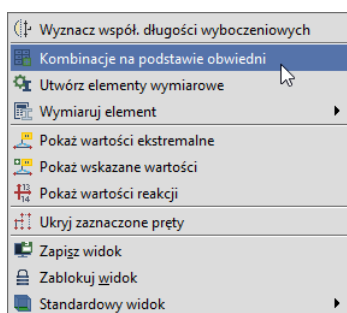 Wyznacz współ. długości wyboczeniowych
Kombinacje na podstawie obwiedni
Utwórz elementy wymiarowe
Wymiaruj element
Pokaż wartości ekstremalne
Pokaż wskazane wartości
Pokaż wartości reakcji
Ukryj zaznaczone pręty
Zapisz widok
Zablokuj widok
Standardowy widok